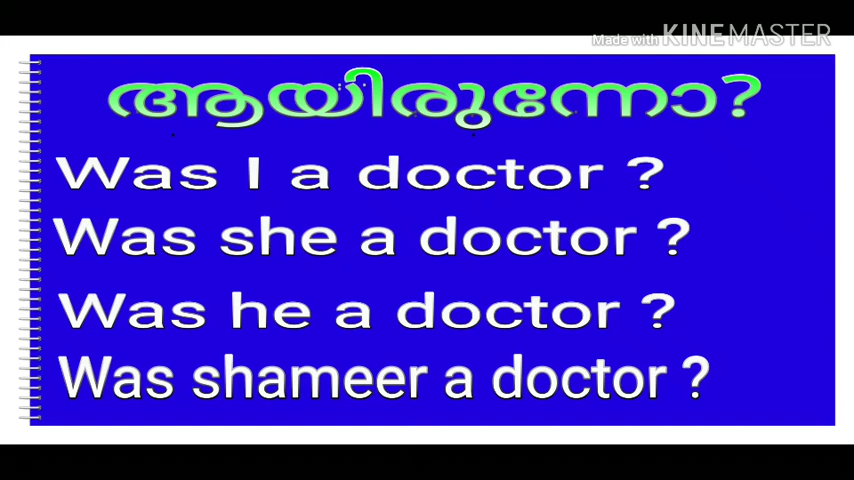 Made with KINEMASTER
ആയിരുന്നോ?
Was I a doctor ?
Was she a doctor ?
Was he a doctor ?
Was shameer a doctor ?